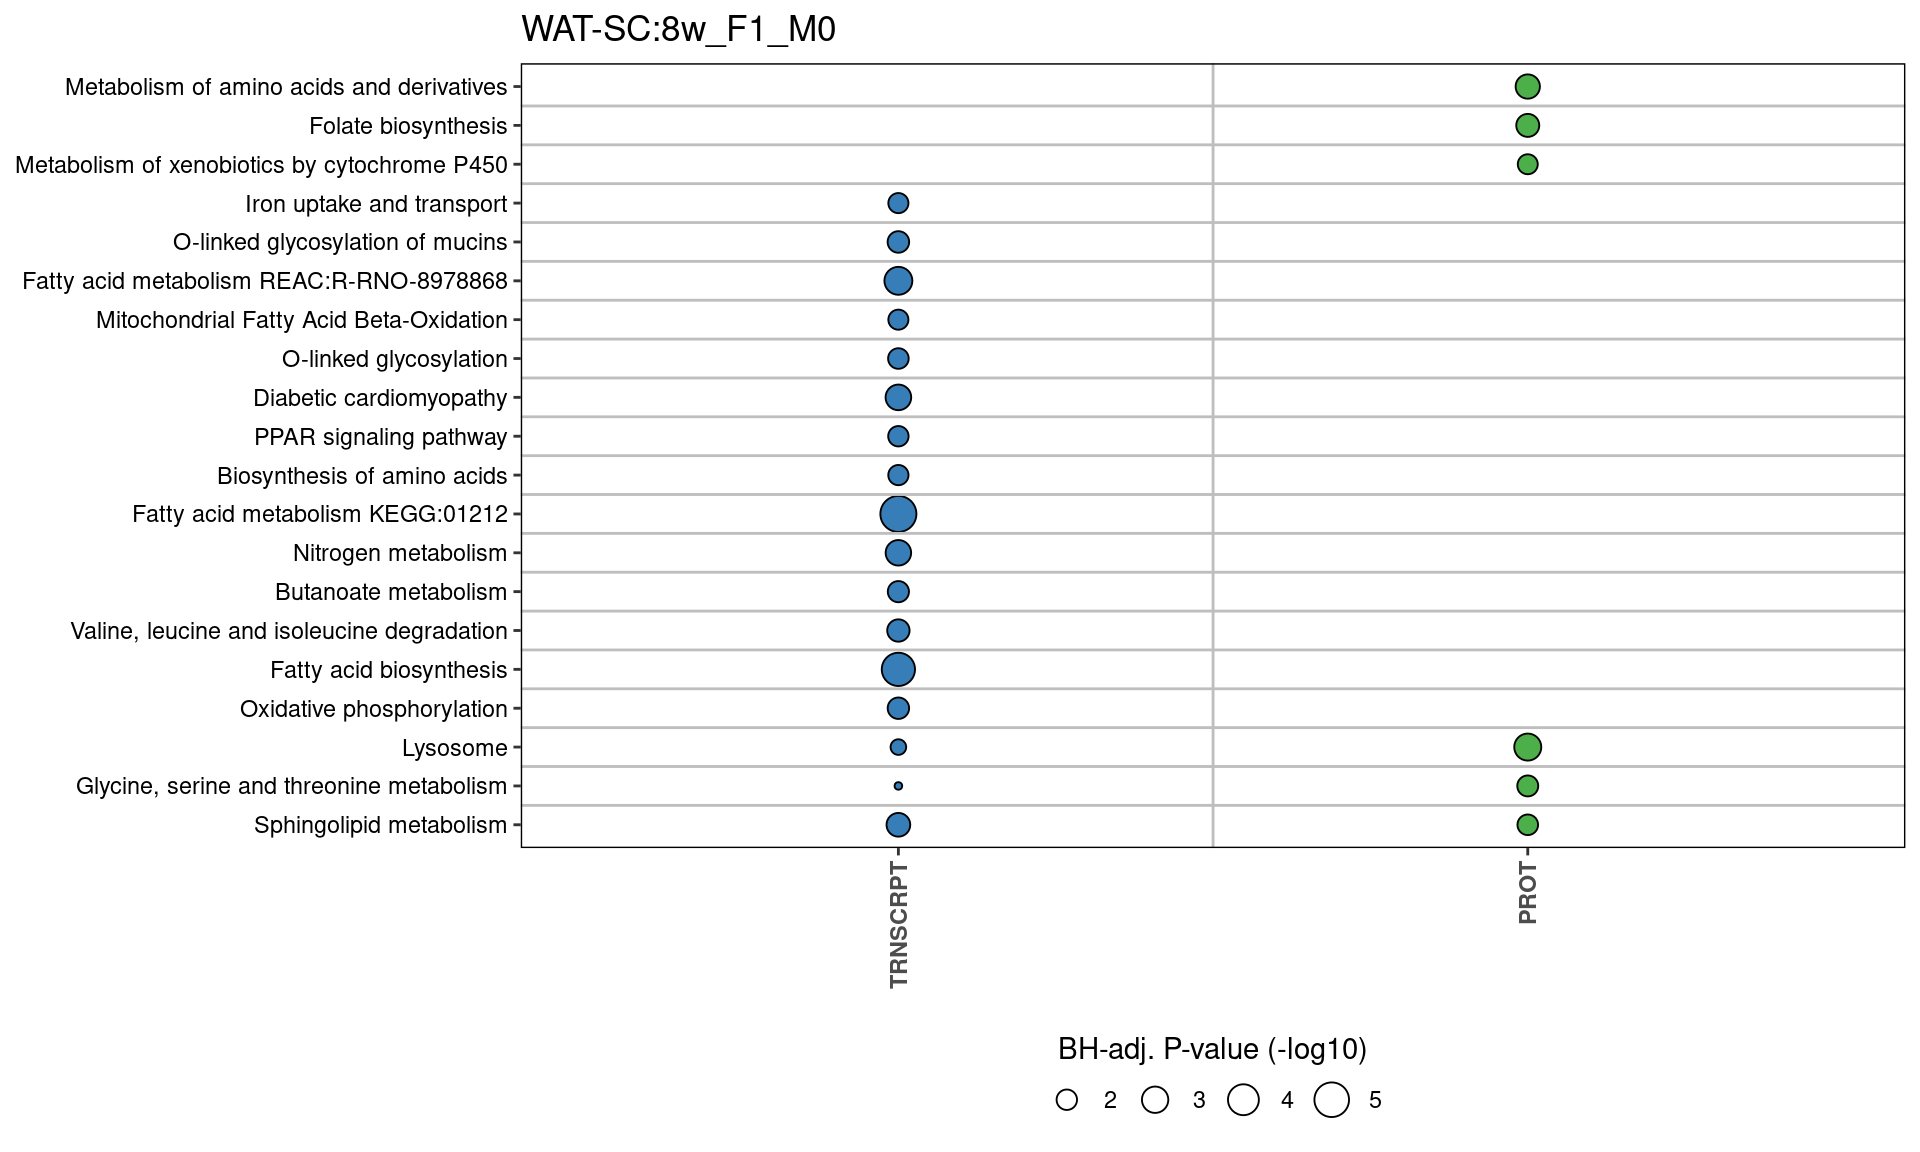 WAT-SC:8w_F1_M0
Metabolism of amino acids and derivatives
Folate biosynthesis
Metabolism of xenobiotics by cytochrome P450
Iron uptake and transport
O-linked glycosylation of mucins
Fatty acid metabolism REAC:R-RNO-8978868
Mitochondrial Fatty Acid Beta-Oxidation
O-linked glycosylation
Diabetic cardiomyopathy
PPAR signaling pathway
Biosynthesis of amino acids
Fatty acid metabolism KEGG:01212
Nitrogen metabolism
Butanoate metabolism
Valine, leucine and isoleucine degradation
Fatty acid biosynthesis
Oxidative phosphorylation
Lysosome
Glycine, serine and threonine metabolism
Sphingolipid metabolism
TRNSCRPT
PROT
BH-adj. P-value (-log10)
2 3 4 5